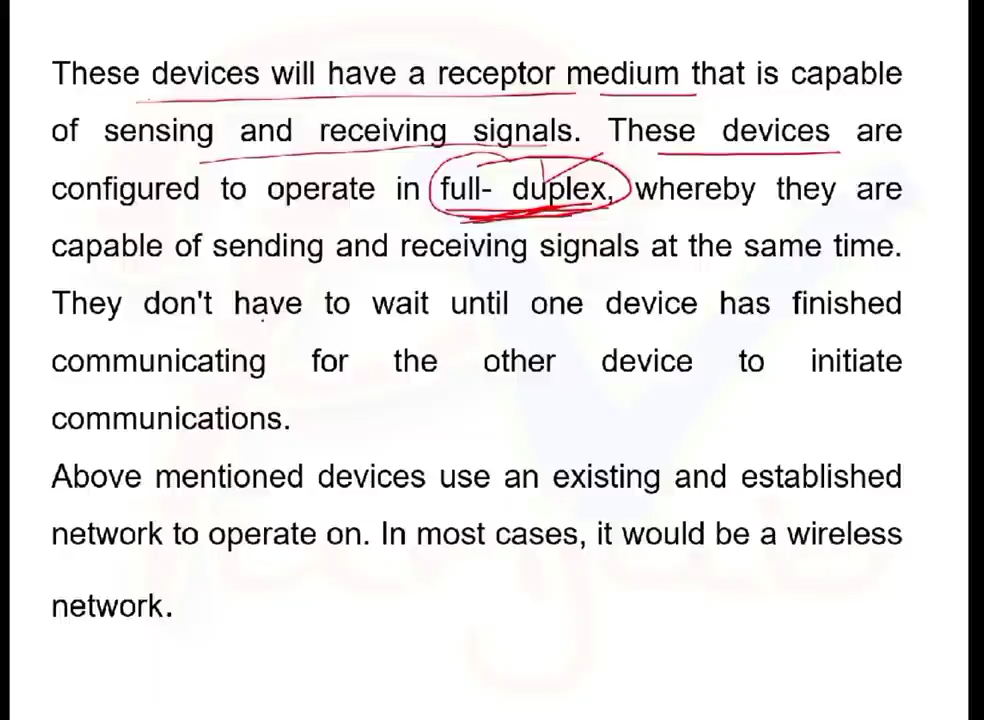 These devices will have a receptor medium that is capable
of sensing and receiving signals. These devices are
configured to operate in full- duplex, whereby they are
capable of sending and receiving signals at the same time.
They don't have to wait until one device has finished
communicating for the other device to initiate
communications.
Above mentioned devices use an existing and established
network to operate on. In most cases, it would be a wireless
network.